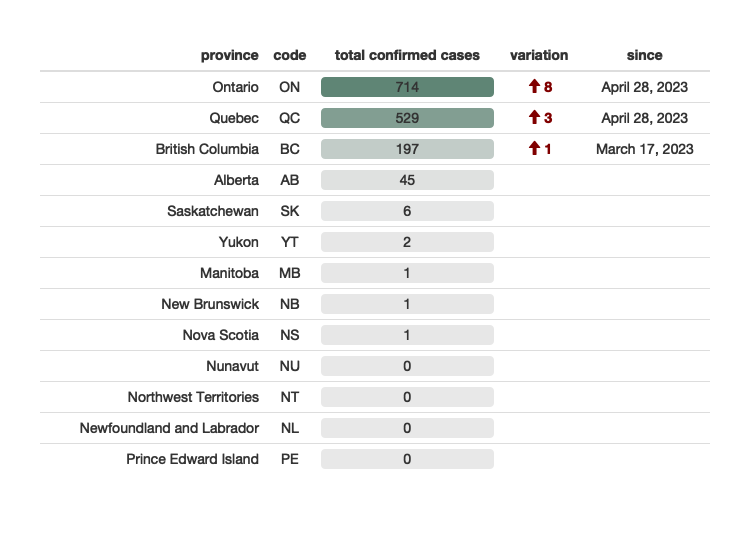 province code total confirmed cases variation since
Ontario ON 714 8 April 28, 2023
Quebec QC 529 3 April 28, 2023
British Columbia BC 197 1 March 17, 2023
Alberta AB 45
Saskatchewan SK 6
Yukon YT 2
Manitoba MB 1
New Brunswick NB 1
Nova Scotia NS 1
Nunavut NU 0
Northwest Territories NT 0
Newfoundland and Labrador NL 0
Prince Edward Island PE 0